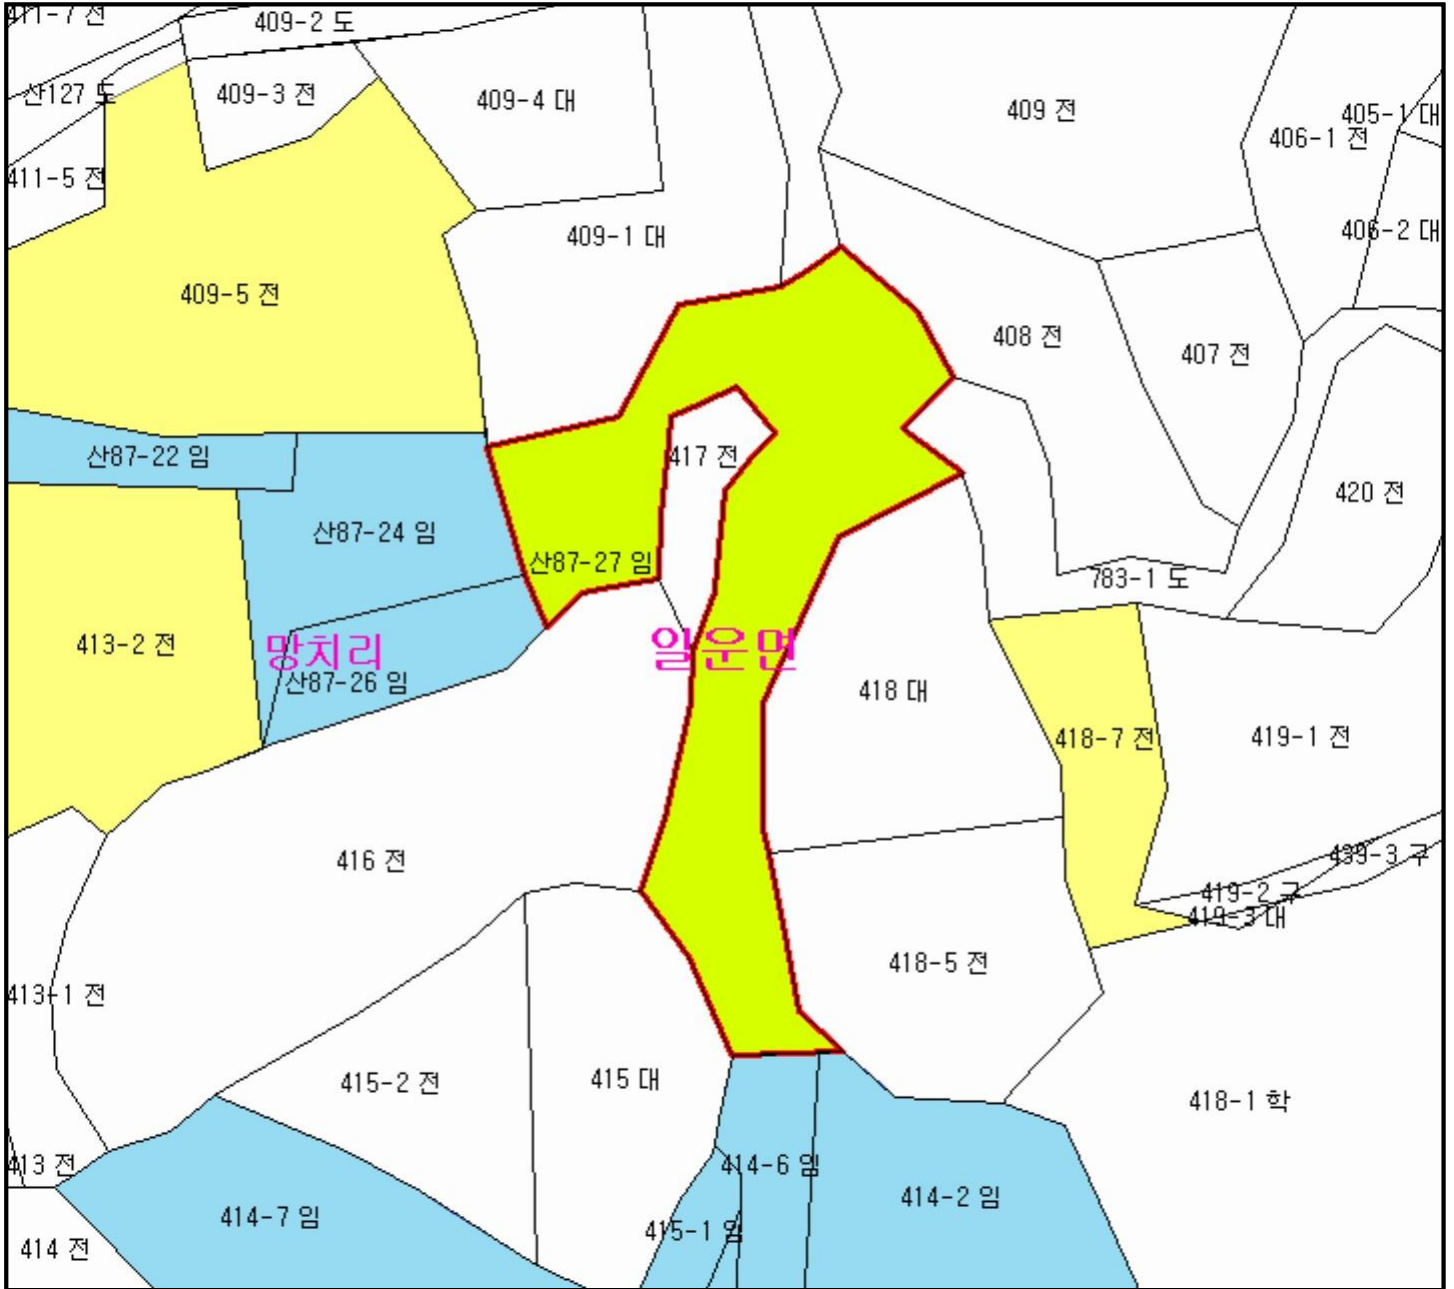 411-7 전
409-2 도
산127 도
409-3 전
409-4 대
409 전
405-1 대
406-1 전
411-5 전
409-1 대
406-2 대
409-5 전
408 전
407 전
산87-22 임
417 전
420 전
산87-24 임
산87-27 임
783-1 도
413-2 전
망치리
일운면
산87-26 임
418 대
418-7 전
419-1 전
416 전
439-3 구
419-2 구
419-3 대
413-1 전
418-5 전
415-2 전
415 대
418-1 학
413 전
414-6 임
414-7 임
415-1 임
414-2 임
414 전